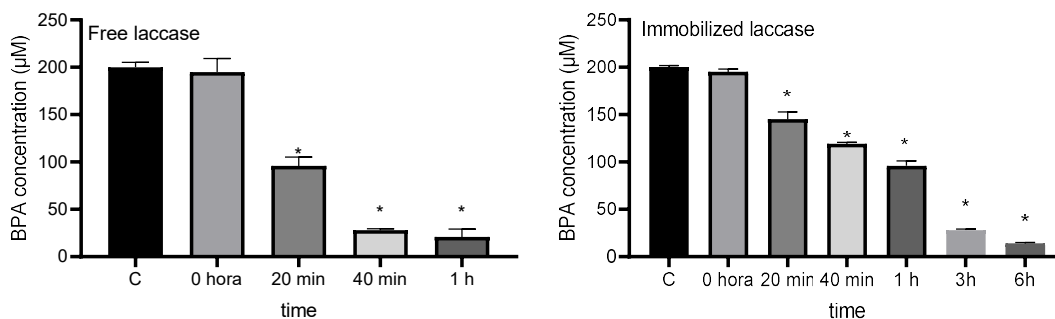 Free laccase
BPA concentration (µM)
250
200
150
100
50
0
*
*
*
C
0 hora
20 min
40 min
1 h
time
Immobilized laccase
BPA concentration (µM)
250
200
150
100
50
0
*
*
*
*
*
C
0 hora
20 min
40 min
1 h
3h
6h
time